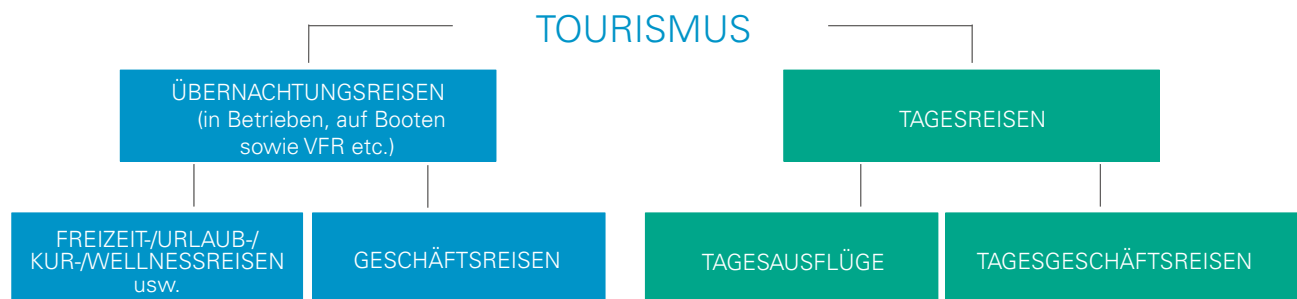 TOURISMUS
ÜBERNACHTUNGSREISEN
(in Betrieben, auf Booten
sowie VFR etc.)
TAGESREISEN
FREIZEIT-/URLAUB-/
KUR-/WELLNESSREISEN
usw.
GESCHÄFTSREISEN
TAGESAUSFLÜGE
TAGESGESCHÄFTSREISEN